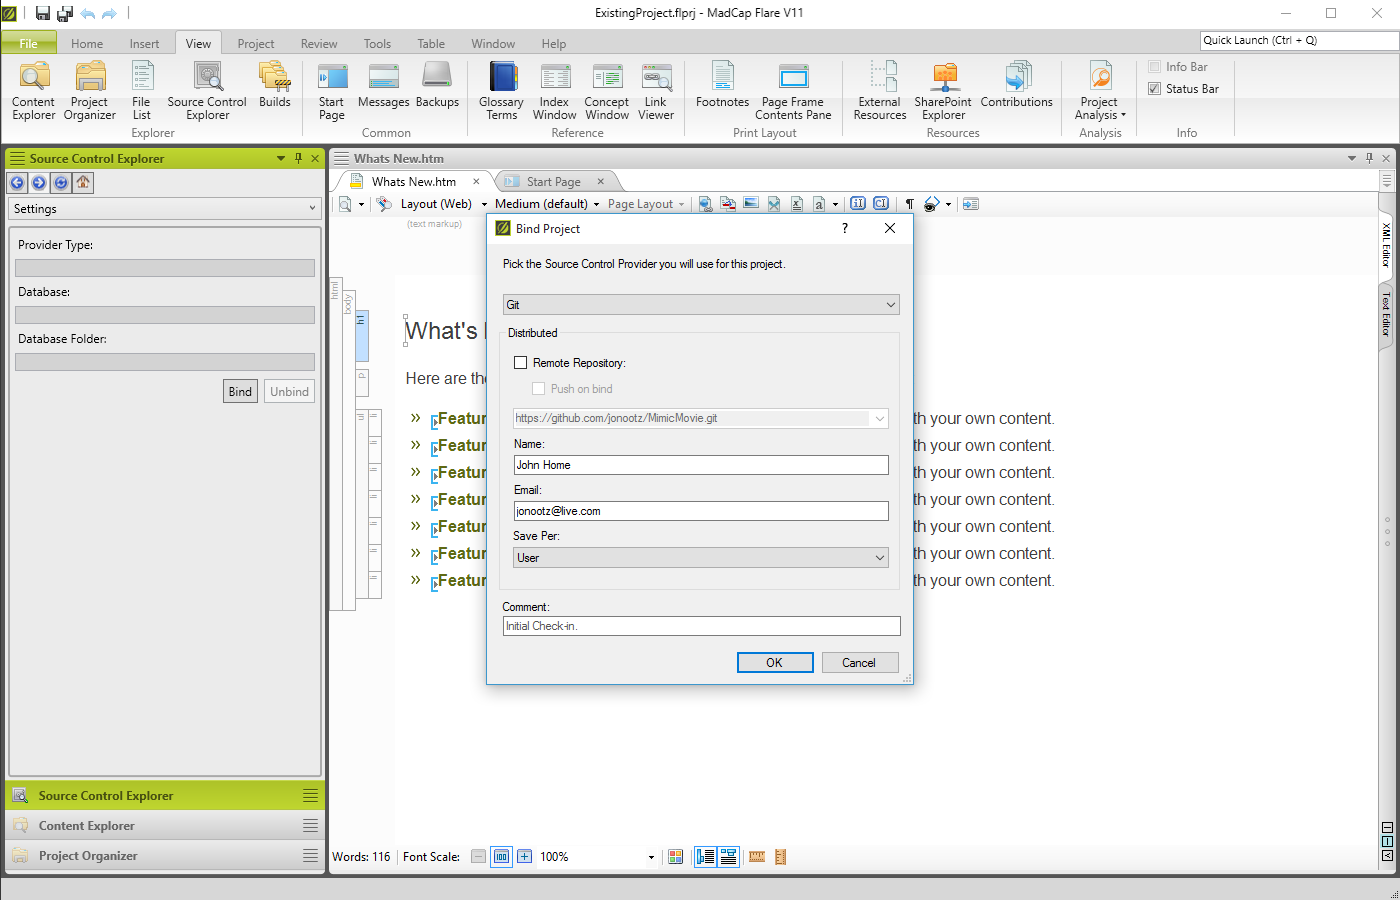 ExistingProject.flprj - MadCap Flare V11
File Home Insert View Project Review Tools Table Window Help
Quick Launch (Ctrl + Q)
Content Explorer
Project Organizer
File List
Source Control Explorer
Builds
Explorer
Start Page
Messages
Backups
Common
Glossary Terms
Index Window
Concept Window
Link Viewer
Reference
Footnotes
Page Frame Contents Pane
Print Layout
External Resources
SharePoint Explorer
Contributions
Resources
Project Analysis
Analysis
Info Bar
Status Bar
Info
Source Control Explorer
Settings
Provider Type:
Database:
Database Folder:
Bind Unbind
Source Control Explorer
Content Explorer
Project Organizer
Whats New.htm
Whats New.htm Start Page
Layout (Web) Medium (default) Page Layout
(text markup)
html
body
h1
p
ul
li
li
li
li
li
li
li
What's
Here are the
» Featur th your own content.
» Featur th your own content.
» Featur th your own content.
» Featur th your own content.
» Featur th your own content.
» Featur th your own content.
» Featur th your own content.
XML Editor
Text Editor
Bind Project
?
Pick the Source Control Provider you will use for this project.
Git
Distributed
Remote Repository:
Push on bind
https://github.com/jonootz/MimicMovie.git
Name:
John Home
Email:
jonootz@live.com
Save Per:
User
Comment:
Initial Check-in.
OK Cancel
Words: 116 Font Scale: 100%